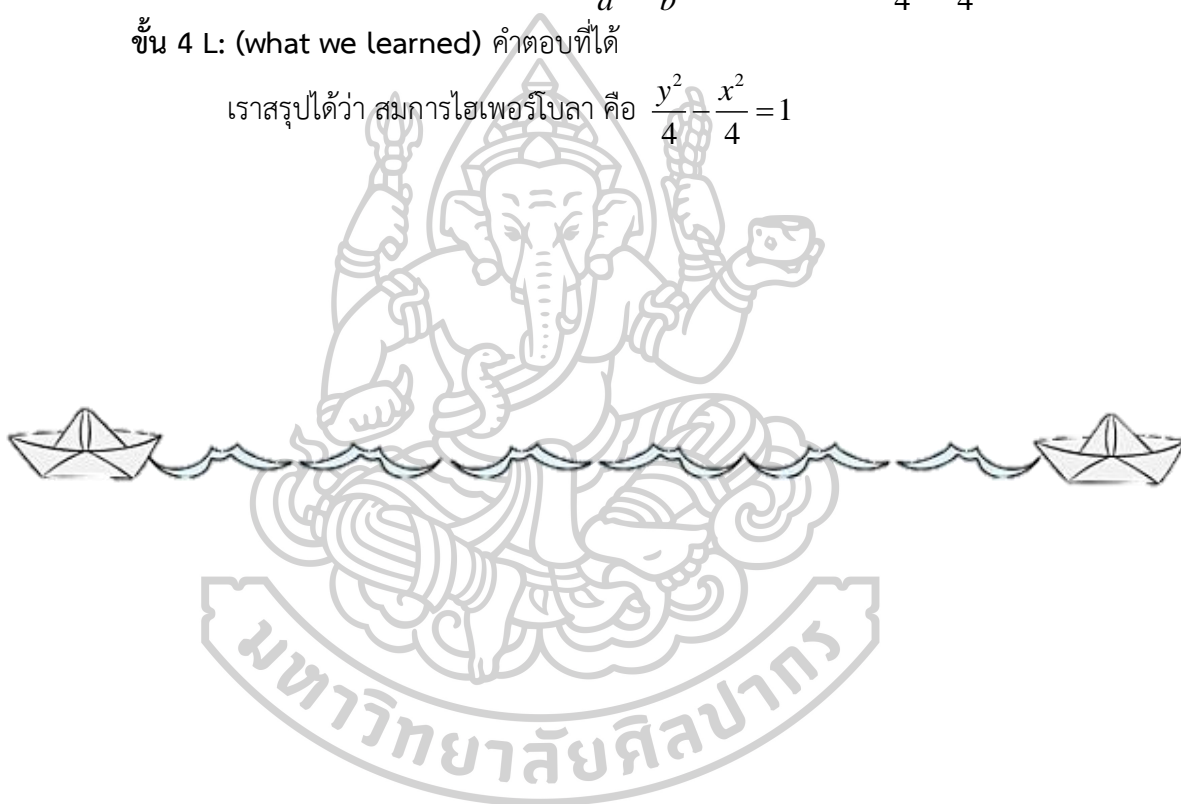 a b 4 4
ขั้น 4 L: (what we learned) คำตอบที่ได้
เราสรุปได้ว่า สมการไฮเพอร์โบลา คือ y²/4 − x²/4 = 1
มหาวิทยาลัยศิลปากร